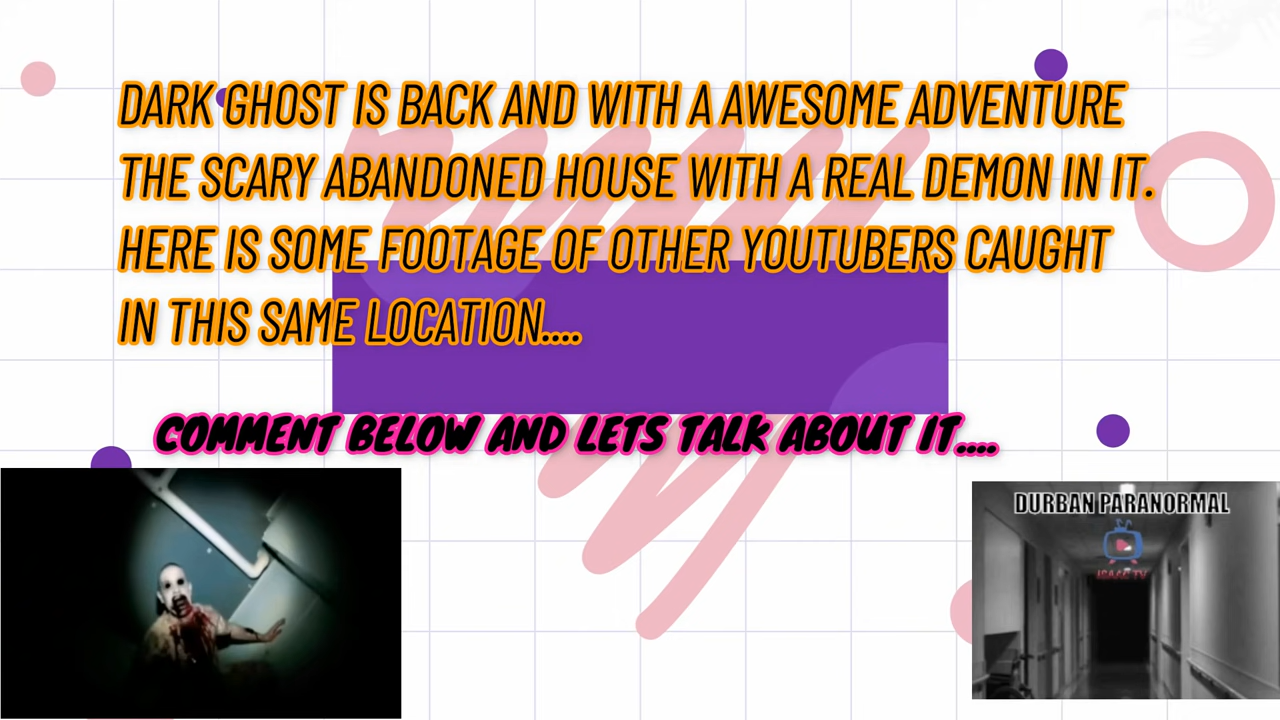 DARK GHOST IS BACK AND WITH A AWESOME ADVENTURE
THE SCARY ABANDONED HOUSE WITH A REAL DEMON IN IT.
HERE IS SOME FOOTAGE OF OTHER YOUTUBERS CAUGHT
IN THIS SAME LOCATION....
COMMENT BELOW AND LETS TALK ABOUT IT....
DURBAN PARANORMAL
ISAAC TV